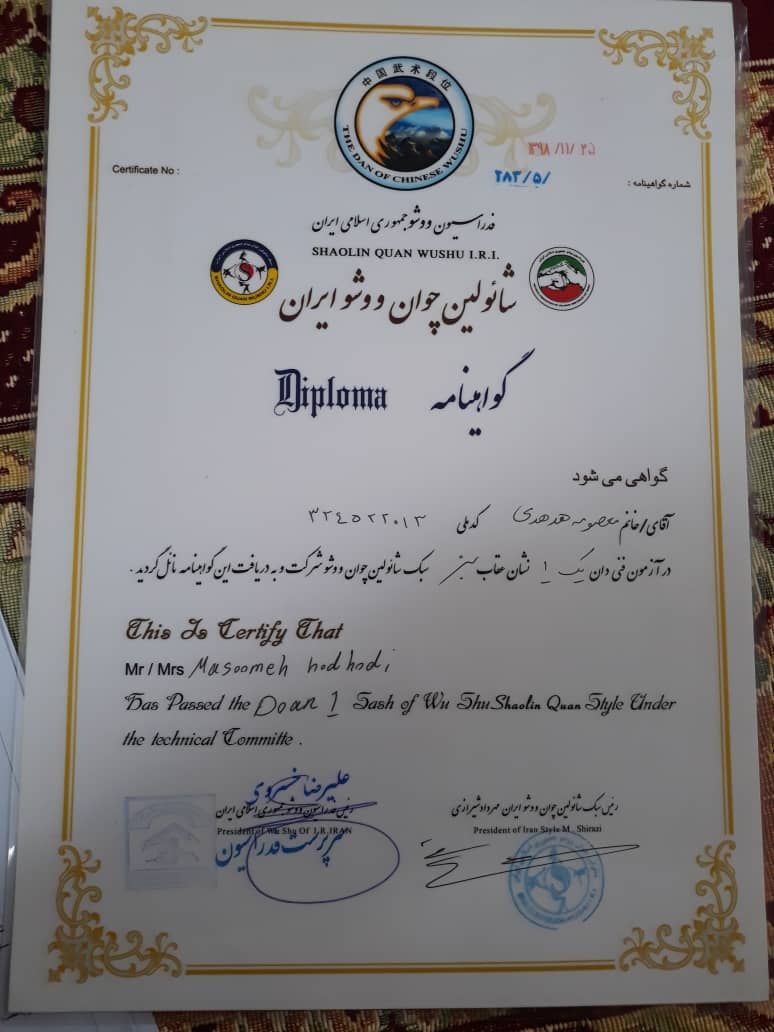 中国武术段位
THE DAN OF CHINESE WUSHU
۱۳۹۸/۱۱/۲۵
Certificate No :
۲۸۳/۵/
شماره گواهینامه :
فدراسیون ووشو جمهوری اسلامی ایران
SHAOLIN QUAN WUSHU I.R.I.
SHAOLIN QUAN WUSHU I.R.I.
شائولین چوان ووشو ایران
Diploma گواهینامه
گواهی می شود
آقای/خانم معصومه هدهدی کدملی ۳۲۴۵۲۲۰۱۳
در آزمون فنی دان یک ۱ نشان عقاب سبز سبک شائولین چوان ووشو شرکت و به دریافت این گواهینامه نائل گردید .
This Is Certify That
Mr / Mrs Masoomeh hodhodi
Has Passed the Doan 1 Sash of Wu Shu Shaolin Quan Style Under
the technical Committe .
علیرضا خسروی
رئیس فدراسیون ووشو جمهوری اسلامی ایران
President of Wu Shu Of I.R.IRAN
سرپرست فدراسیون
رئیس سبک شائولین چوان ووشو ایران مهرداد شیرازی
President of Iran Style M. Shirazi